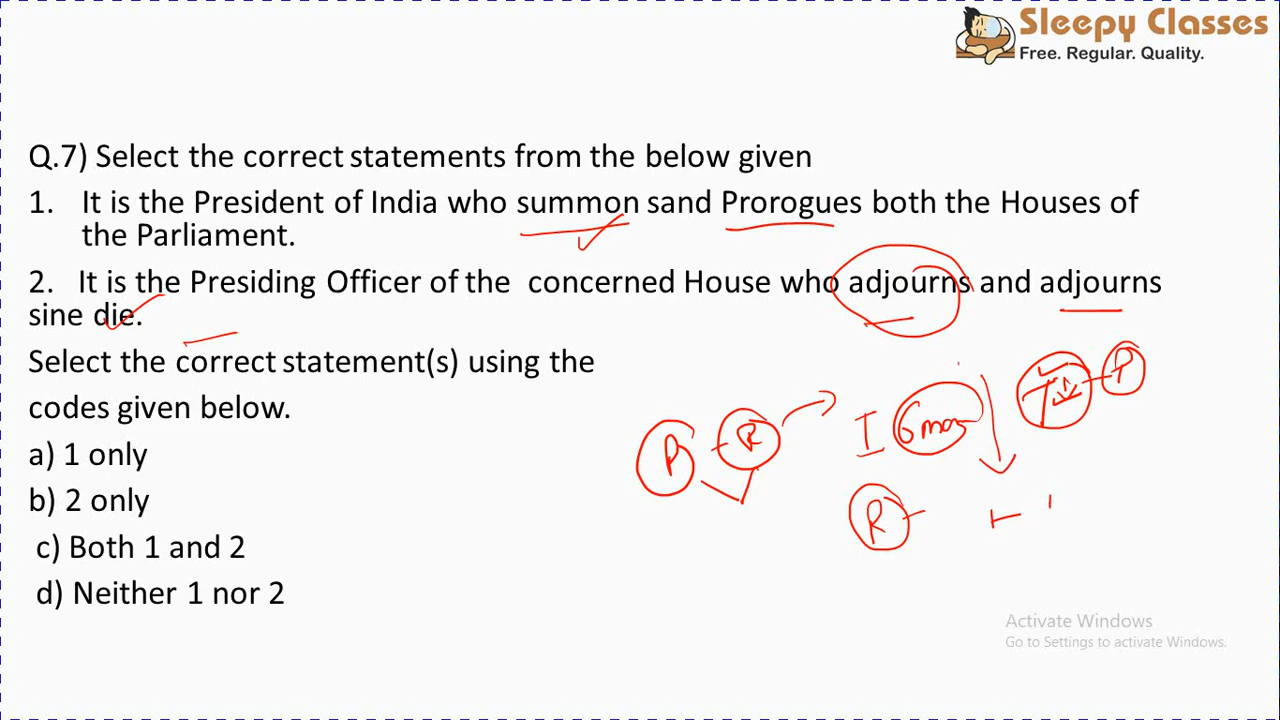 Sleepy Classes
Free. Regular. Quality.
Q.7) Select the correct statements from the below given
1. It is the President of India who summon sand Prorogues both the Houses of
the Parliament.
2. It is the Presiding Officer of the concerned House who adjourns and adjourns
sine die.
Select the correct statement(s) using the
codes given below.
a) 1 only
b) 2 only
c) Both 1 and 2
d) Neither 1 nor 2
P
R
I
P
R
Activate Windows
Go to Settings to activate Windows.